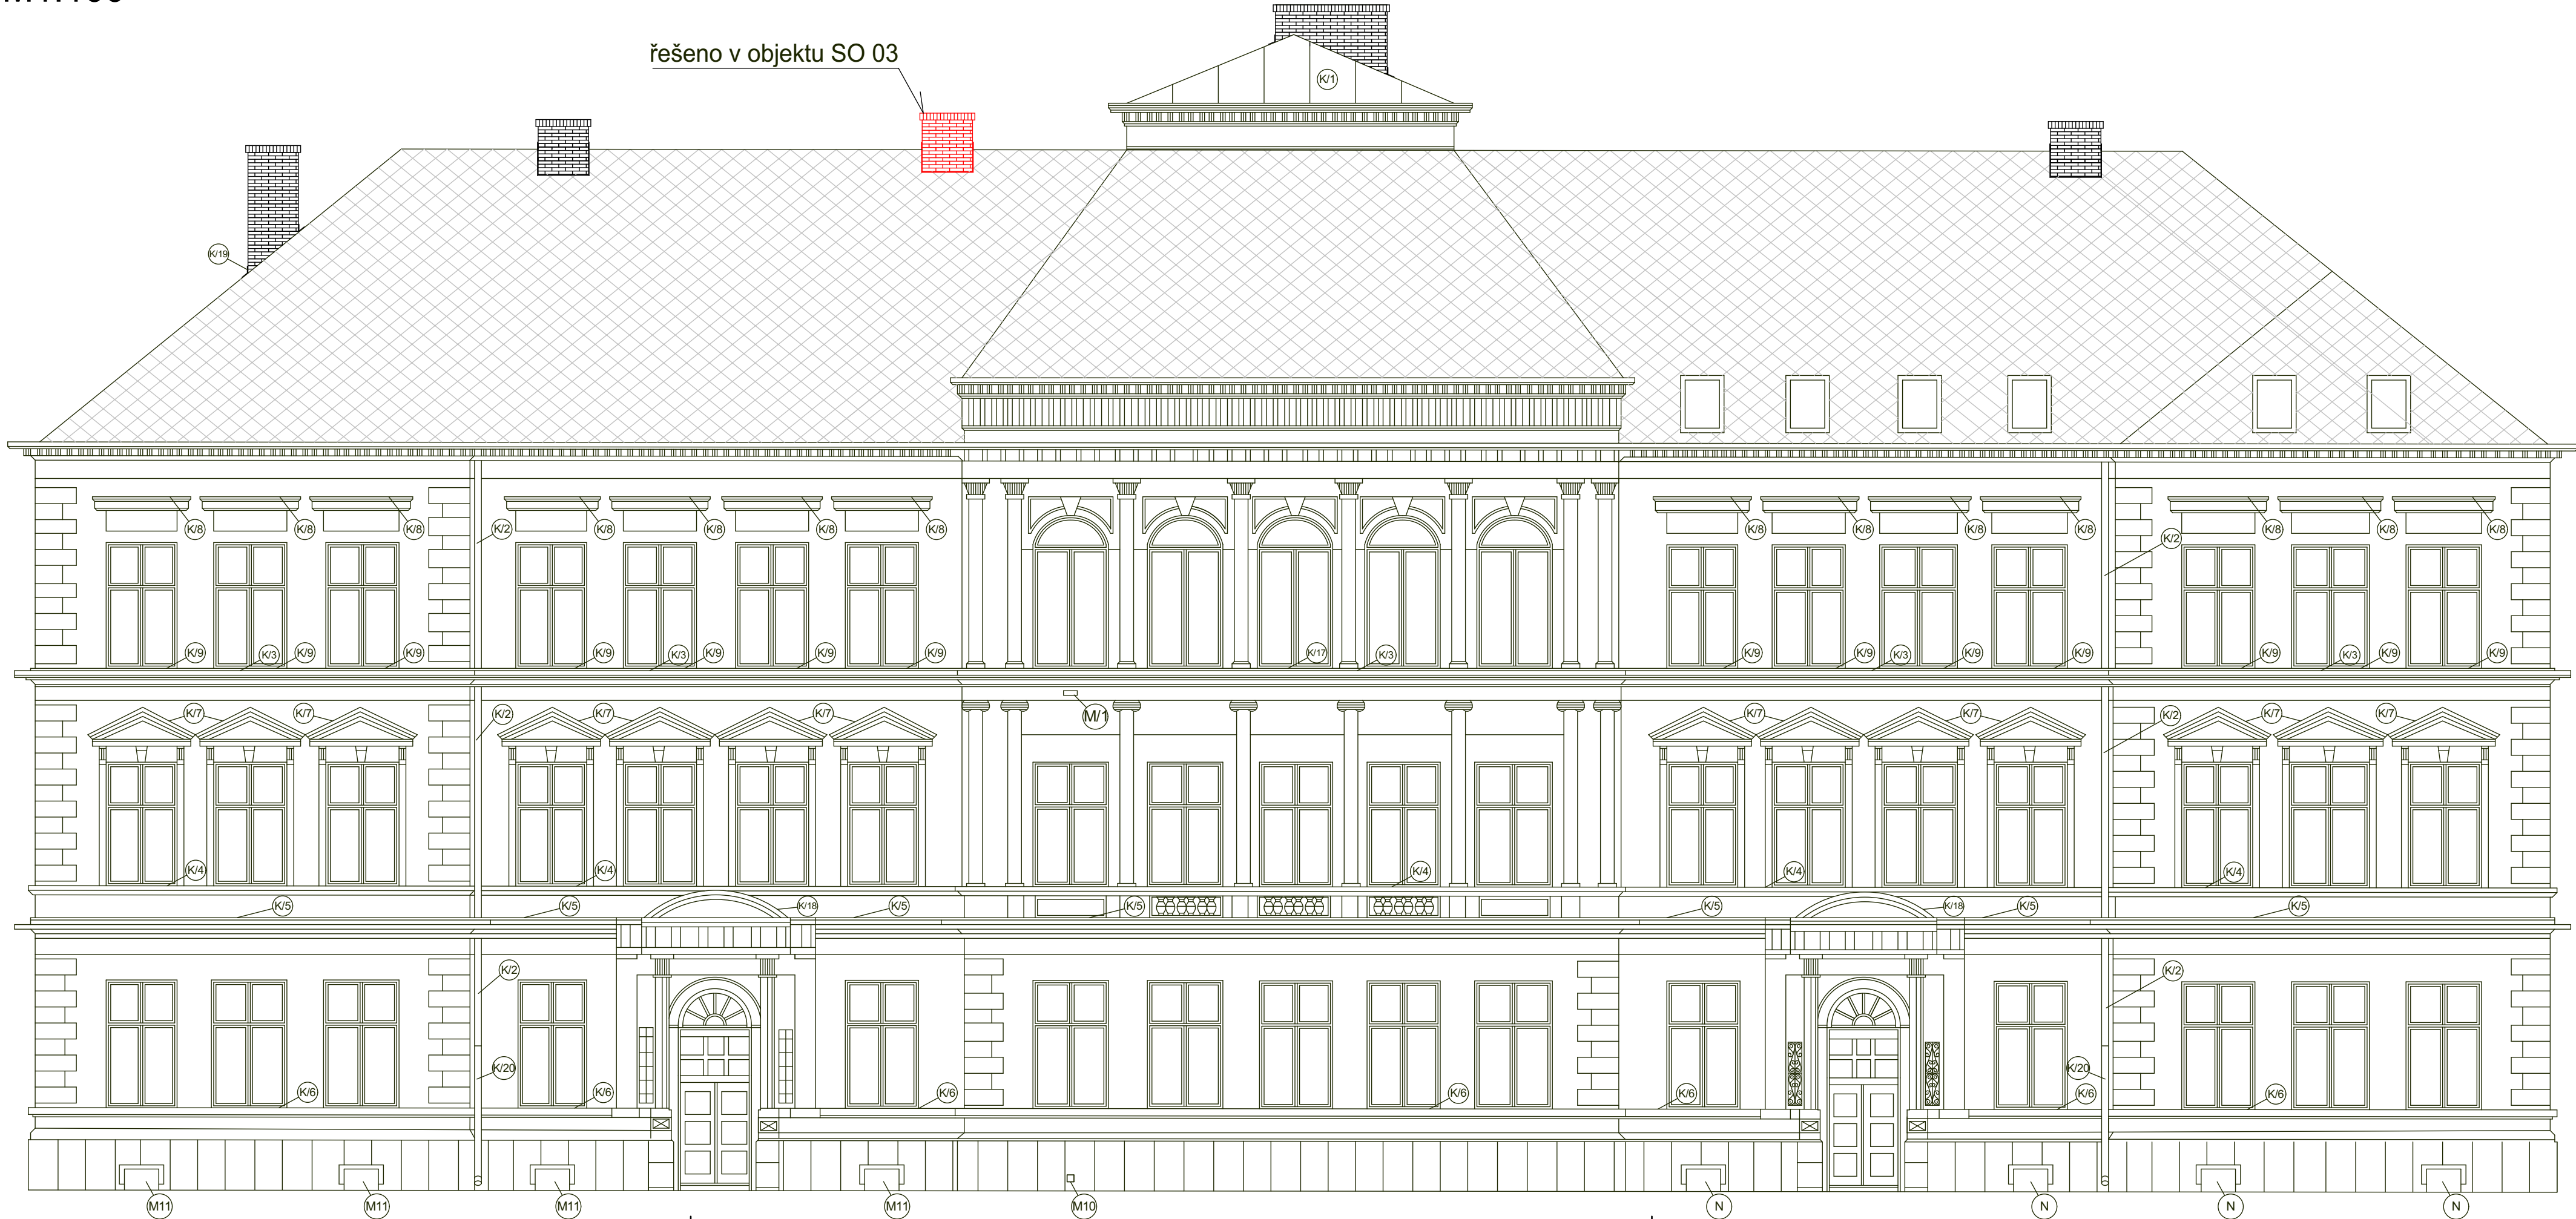 řešeno v objektu SO 03
K/1
K/19
K/8 K/8 K/8 K/2 K/8 K/8 K/8 K/8 K/8 K/8 K/8 K/8 K/2 K/8 K/8 K/8
K/9 K/3 K/9 K/9 K/9 K/3 K/9 K/9 K/9 K/17 K/3 K/9 K/9 K/3 K/9 K/9 K/9 K/3 K/9 K/9
K/7 K/7 K/2 K/7 K/7 M/1 K/7 K/7 K/2 K/7 K/7
K/4 K/4 K/4 K/4 K/4
K/5 K/5 K/18 K/5 K/5 K/5 K/18 K/5 K/5
K/2 K/2
K/20 K/20
K/6 K/6 K/6 K/6 K/6 K/6 K/6
M11 M11 M11 M11 M10 N N N N